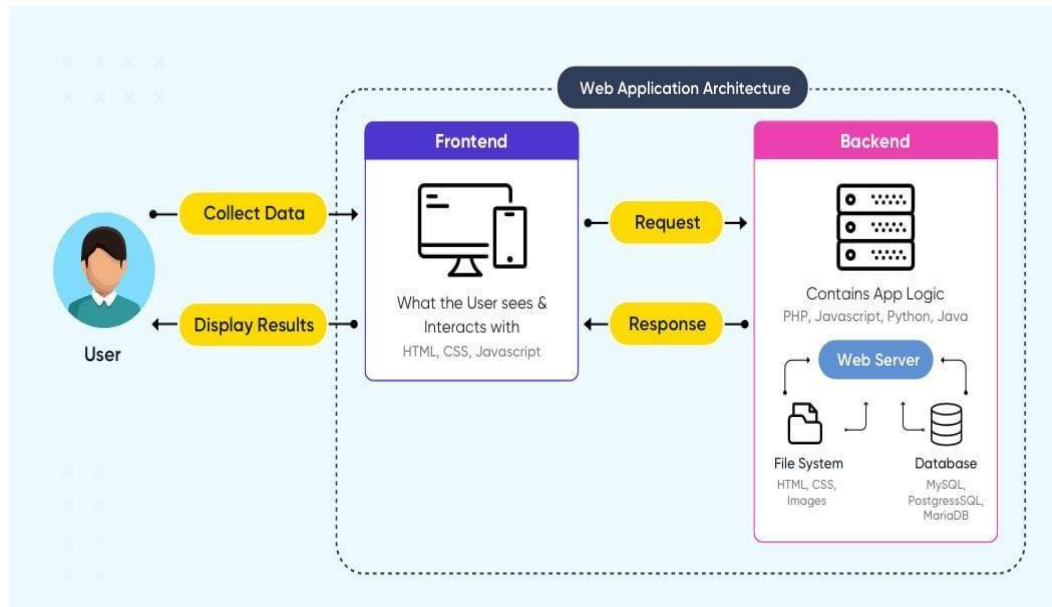 Web Application Architecture
Frontend
Backend
Collect Data
Request
What the User sees &
Interacts with
HTML, CSS, Javascript
Contains App Logic
PHP, Javascript, Python, Java
Display Results
Response
User
Web Server
File System
HTML, CSS,
Images
Database
MySQL,
PostgressSQL,
MariaDB